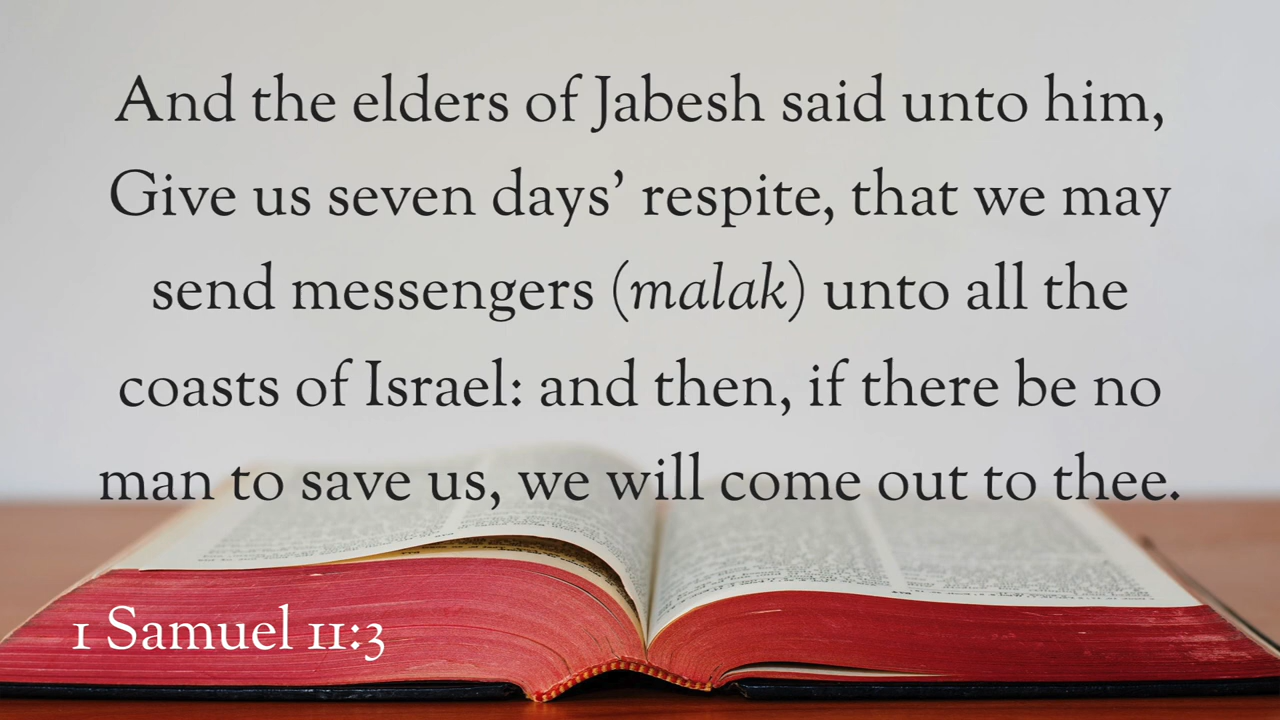 And the elders of Jabesh said unto him,
Give us seven days’ respite, that we may
send messengers (malak) unto all the
coasts of Israel: and then, if there be no
man to save us, we will come out to thee.
1 Samuel 11:3